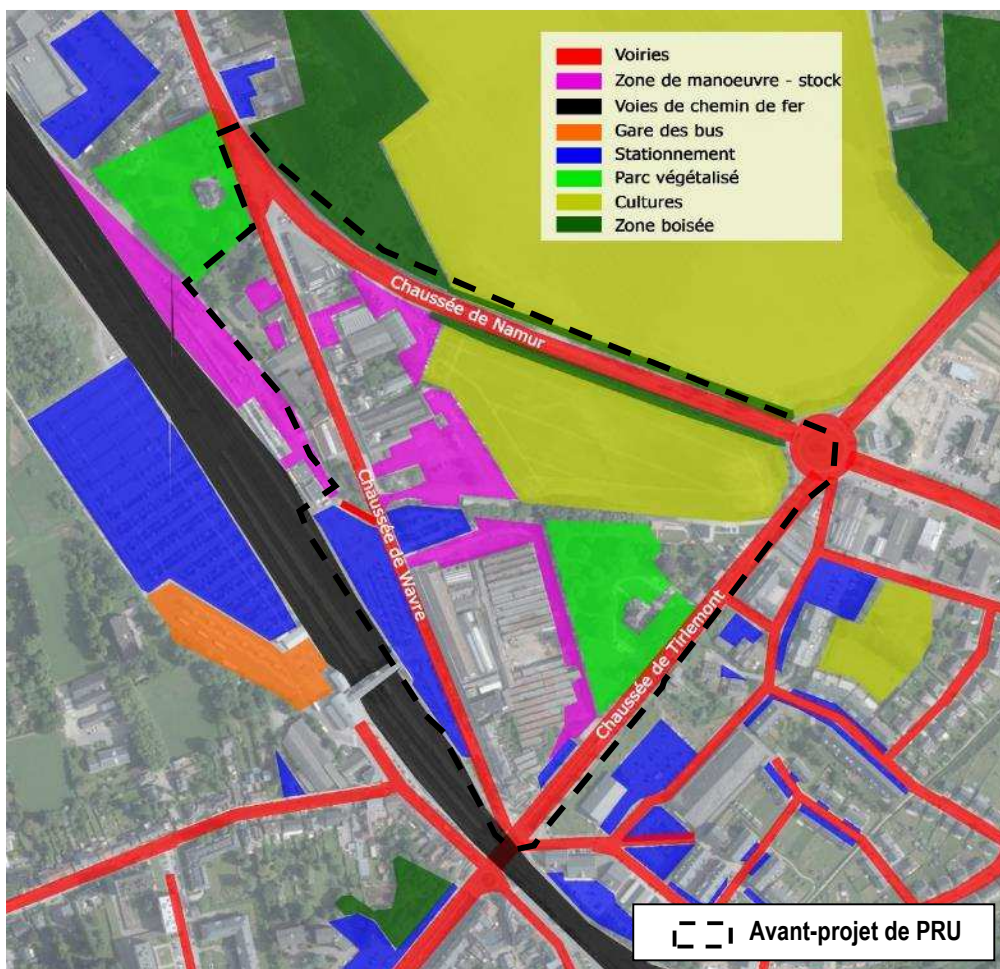 Voiries
Zone de manoeuvre - stock
Voies de chemin de fer
Gare des bus
Stationnement
Parc végétalisé
Cultures
Zone boisée
Chaussée de Namur
Chaussée de Wavre
Chaussée de Tirlemont
Avant-projet de PRU